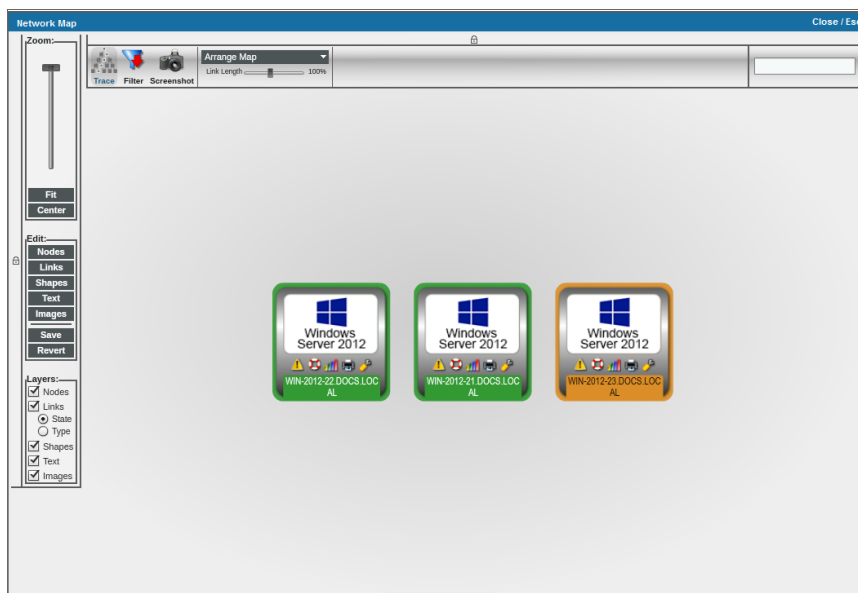 Network Map
Close / Esc
Zoom:
Fit
Center
Edit:
Nodes
Links
Shapes
Text
Images
Save
Revert
Layers:
Nodes
Links
State
Type
Shapes
Text
Images
Trace
Filter
Screenshot
Arrange Map
Link Length
100%
Windows
Server 2012
WIN-2012-22.DOCS.LOC
AL
Windows
Server 2012
WIN-2012-21.DOCS.LOC
AL
Windows
Server 2012
WIN-2012-23.DOCS.LOC
AL